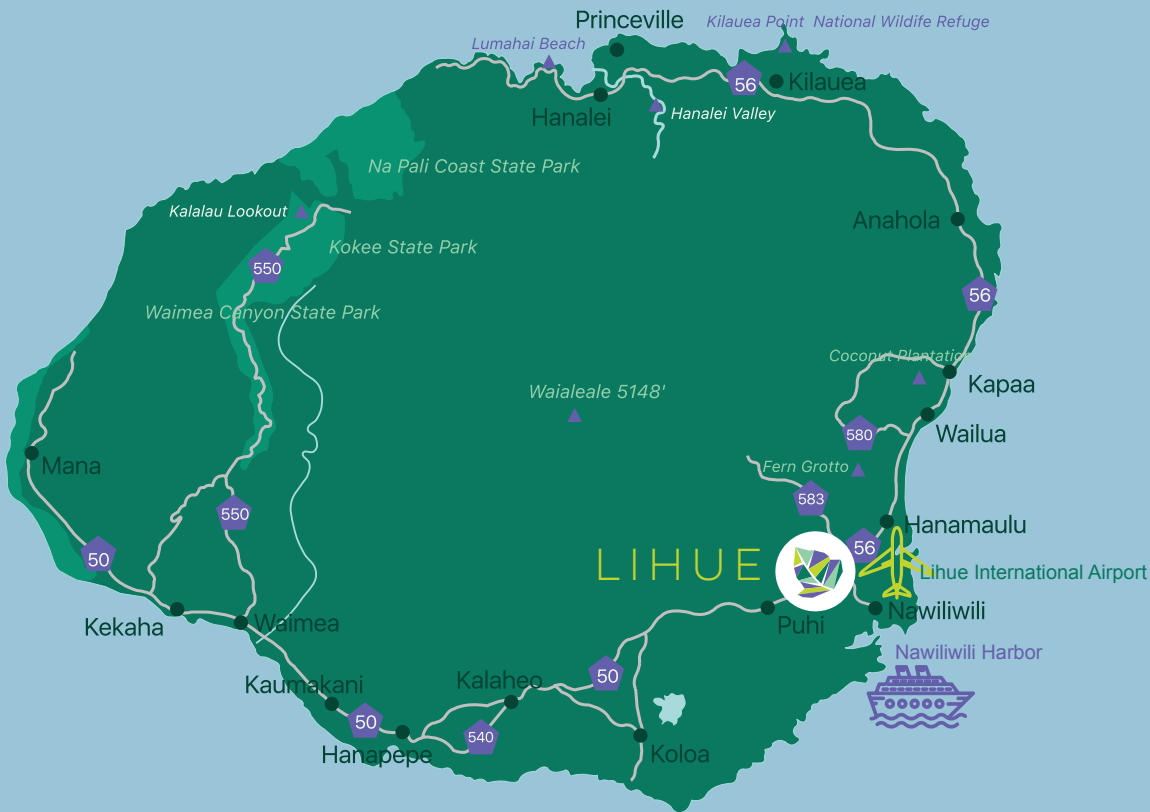 Princeville
Kilauea Point  National Wildlife Refuge
Lumahai Beach
56
Kilauea
Hanalei
Hanalei Valley
Na Pali Coast State Park
Kalalau Lookout
Anahola
Kokee State Park
550
56
Waimea Canyon State Park
Coconut Plantation
Kapaa
Waialeale 5148'
580
Wailua
Mana
Fern Grotto
583
550
Hanamaulu
50
56
LIHUE
Lihue International Airport
Nawiliwili
Kekaha
Waimea
Puhi
Nawiliwili Harbor
50
Kaumakani
Kalaheo
50
540
Hanapepe
Koloa